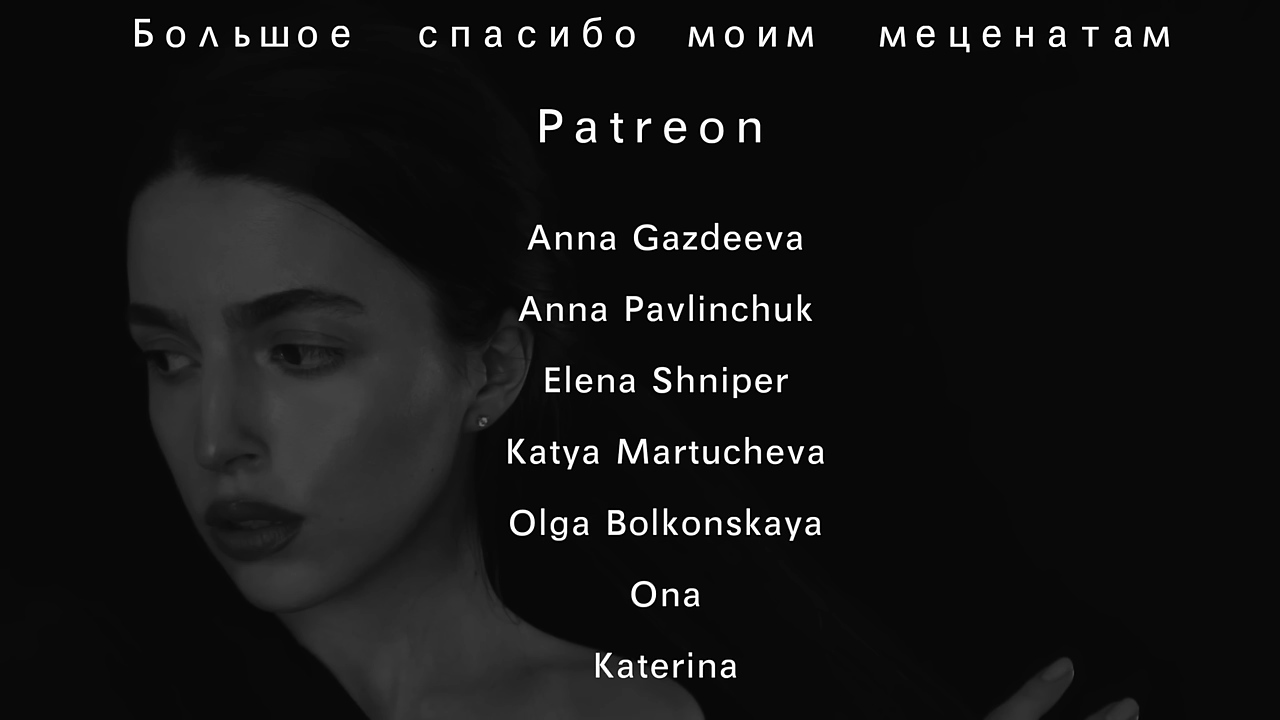 Большое спасибо моим меценатам
Patreon
Anna Gazdeeva
Anna Pavlinchuk
Elena Shniper
Katya Martucheva
Olga Bolkonskaya
Ona
Katerina